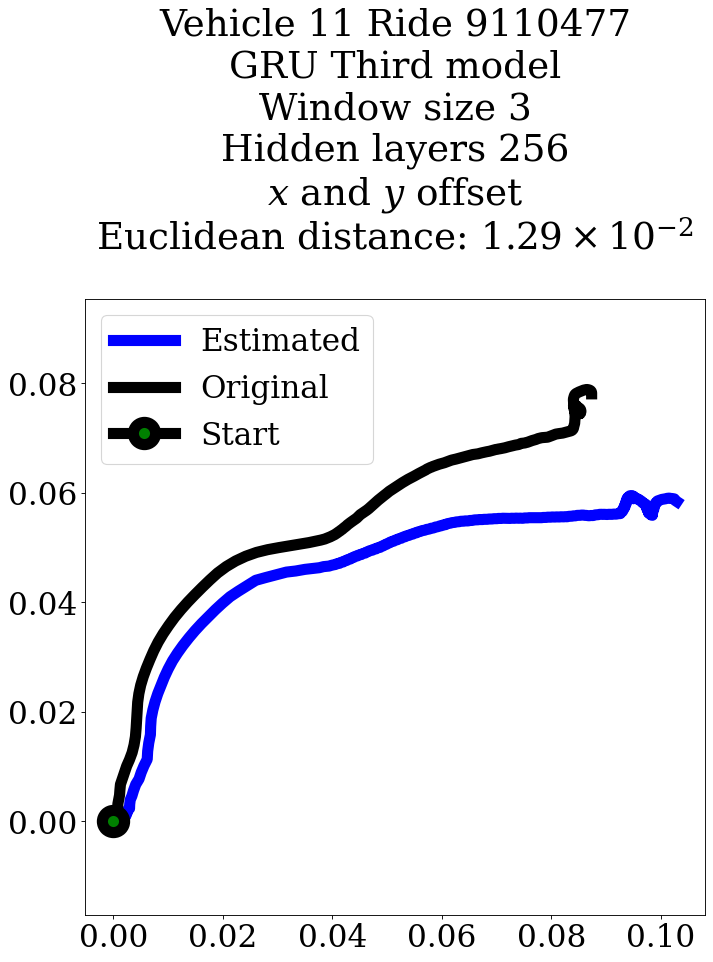 Vehicle 11 Ride 9110477
GRU Third model
Window size 3
Hidden layers 256
x and y offset
Euclidean distance: 1.29 × 10⁻²
Estimated
Original
Start
0.08
0.06
0.04
0.02
0.00
0.00 0.02 0.04 0.06 0.08 0.10